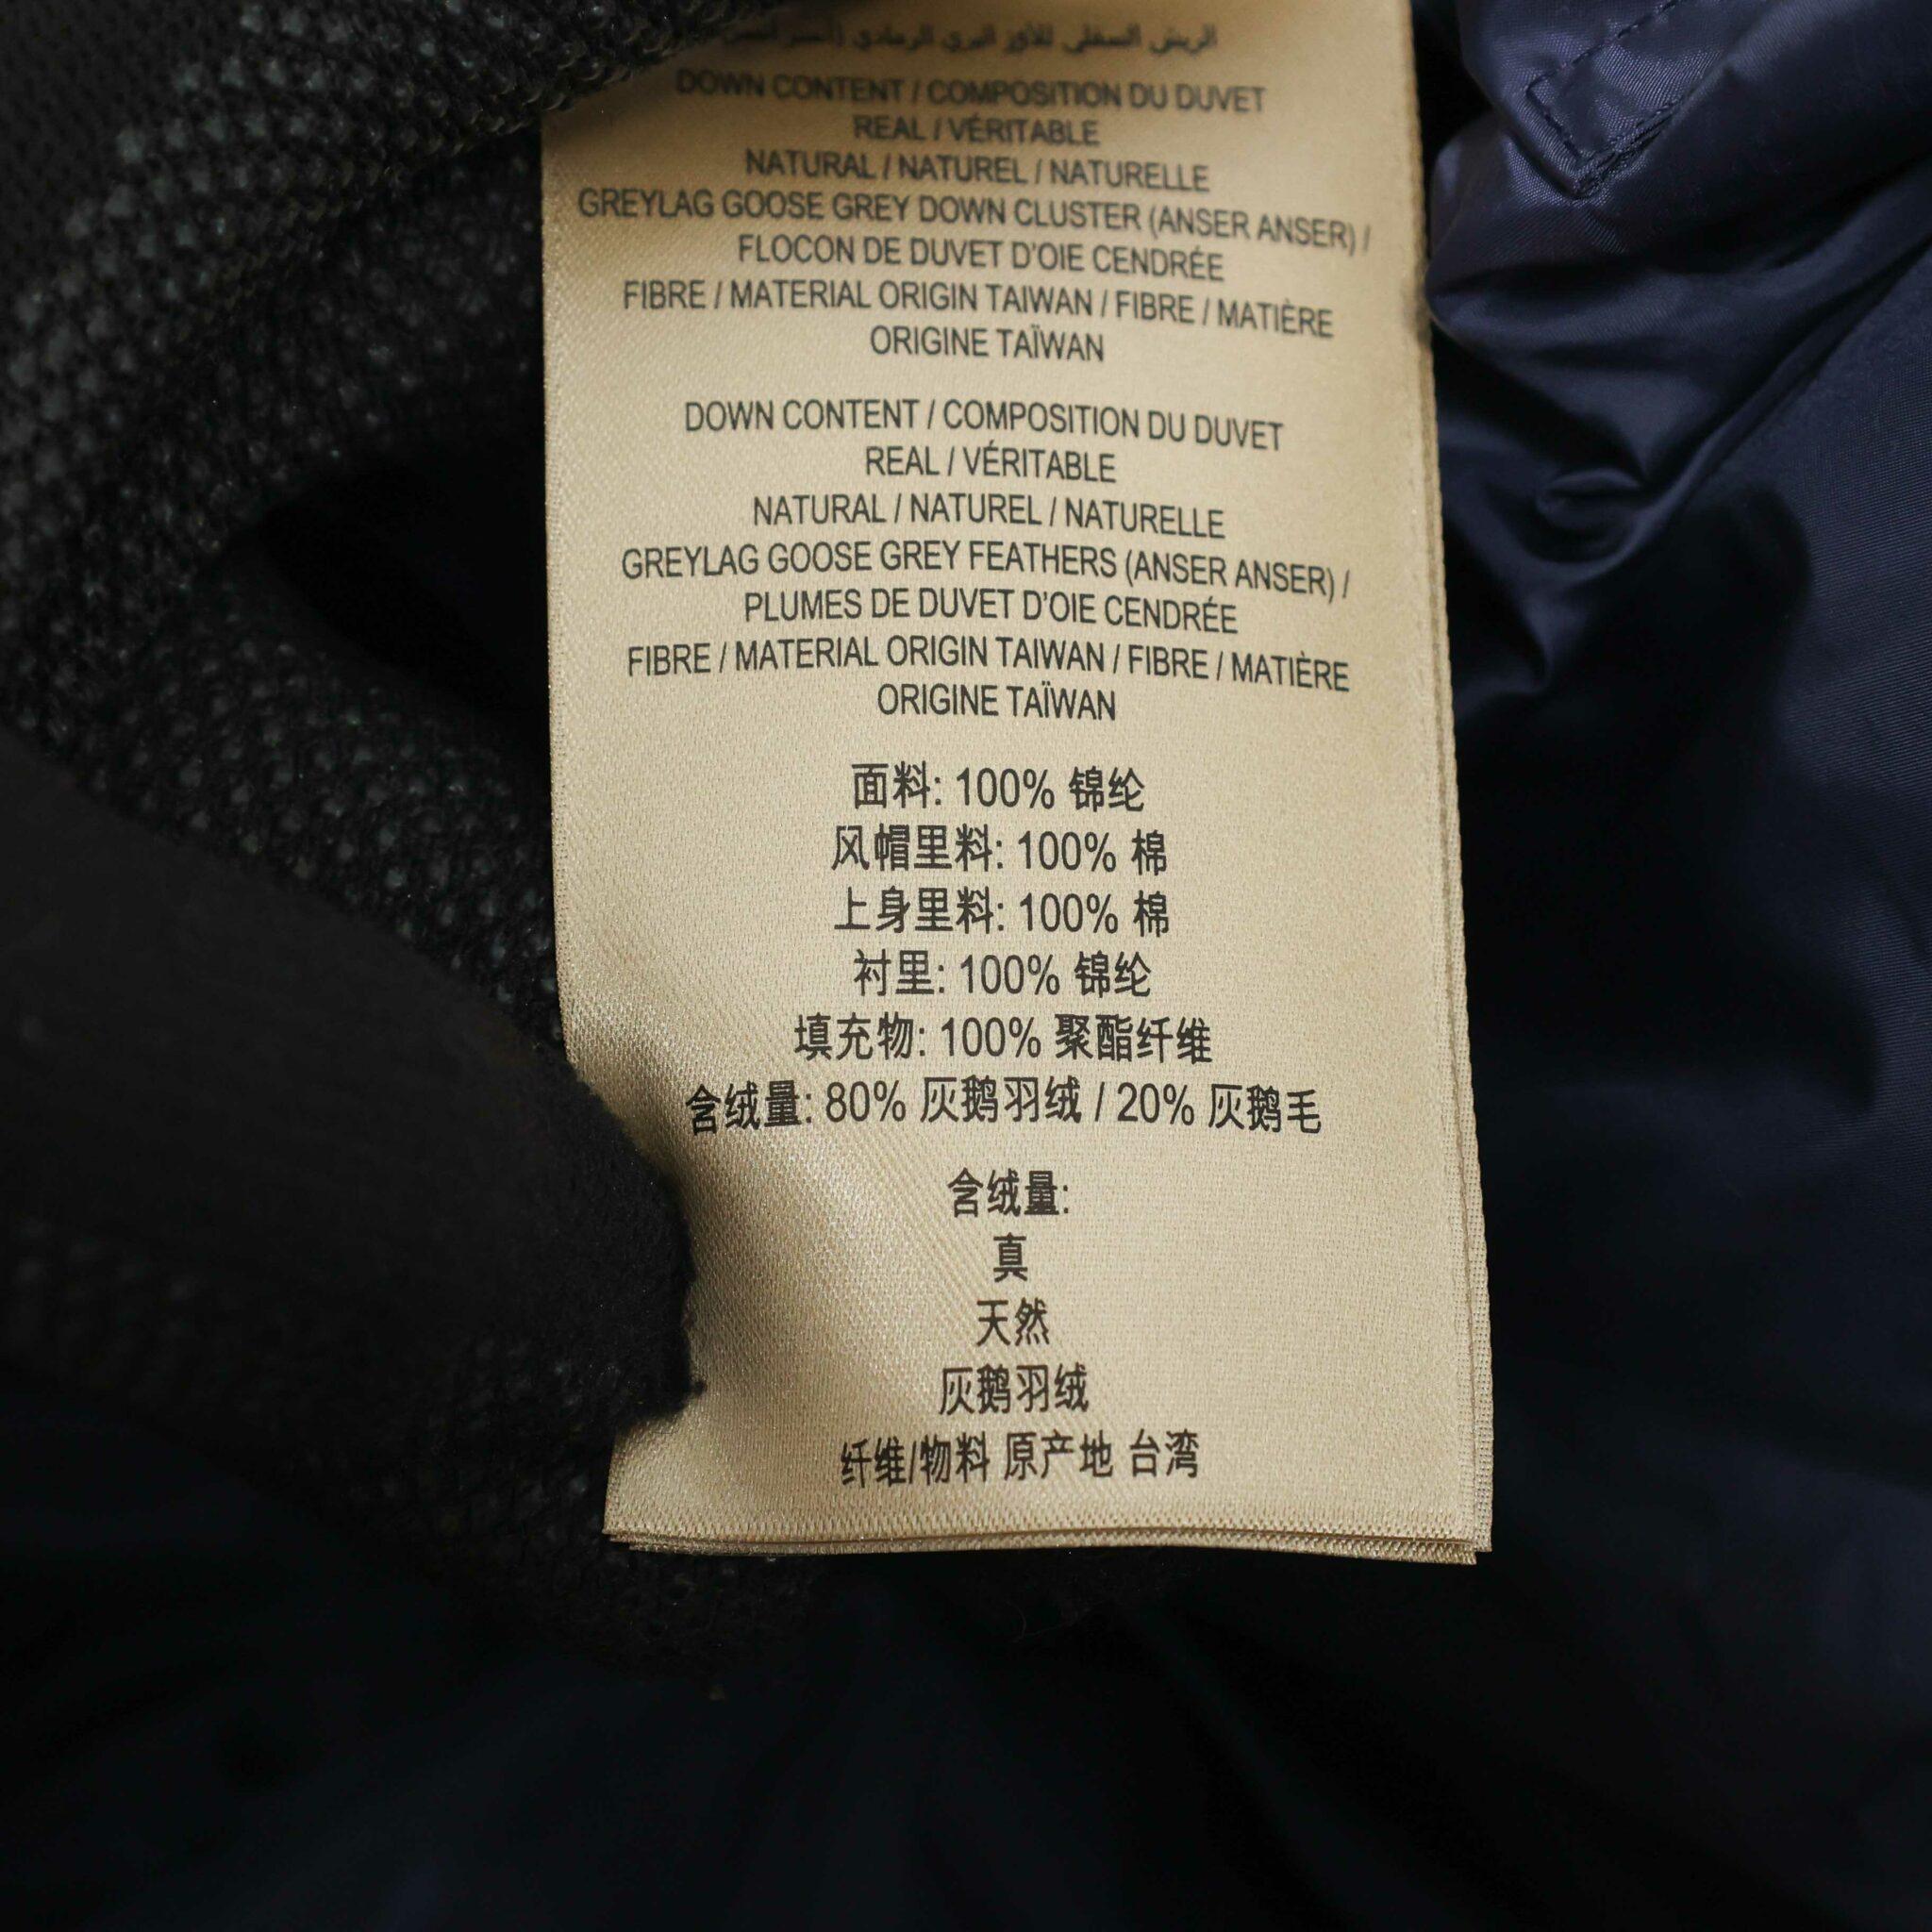 الريش السفلي للأوز البري الرمادي
DOWN CONTENT / COMPOSITION DU DUVET
REAL / VÉRITABLE
NATURAL / NATUREL / NATURELLE
GREYLAG GOOSE GREY DOWN CLUSTER (ANSER ANSER) /
FLOCON DE DUVET D'OIE CENDRÉE
FIBRE / MATERIAL ORIGIN TAIWAN / FIBRE / MATIÈRE
ORIGINE TAÏWAN
DOWN CONTENT / COMPOSITION DU DUVET
REAL / VÉRITABLE
NATURAL / NATUREL / NATURELLE
GREYLAG GOOSE GREY FEATHERS (ANSER ANSER) /
PLUMES DE DUVET D'OIE CENDRÉE
FIBRE / MATERIAL ORIGIN TAIWAN / FIBRE / MATIÈRE
ORIGINE TAÏWAN
面料: 100% 锦纶
风帽里料: 100% 棉
上身里料: 100% 棉
衬里: 100% 锦纶
填充物: 100% 聚酯纤维
含绒量: 80% 灰鹅羽绒 / 20% 灰鹅毛
含绒量:
真
天然
灰鹅羽绒
纤维/物料 原产地 台湾